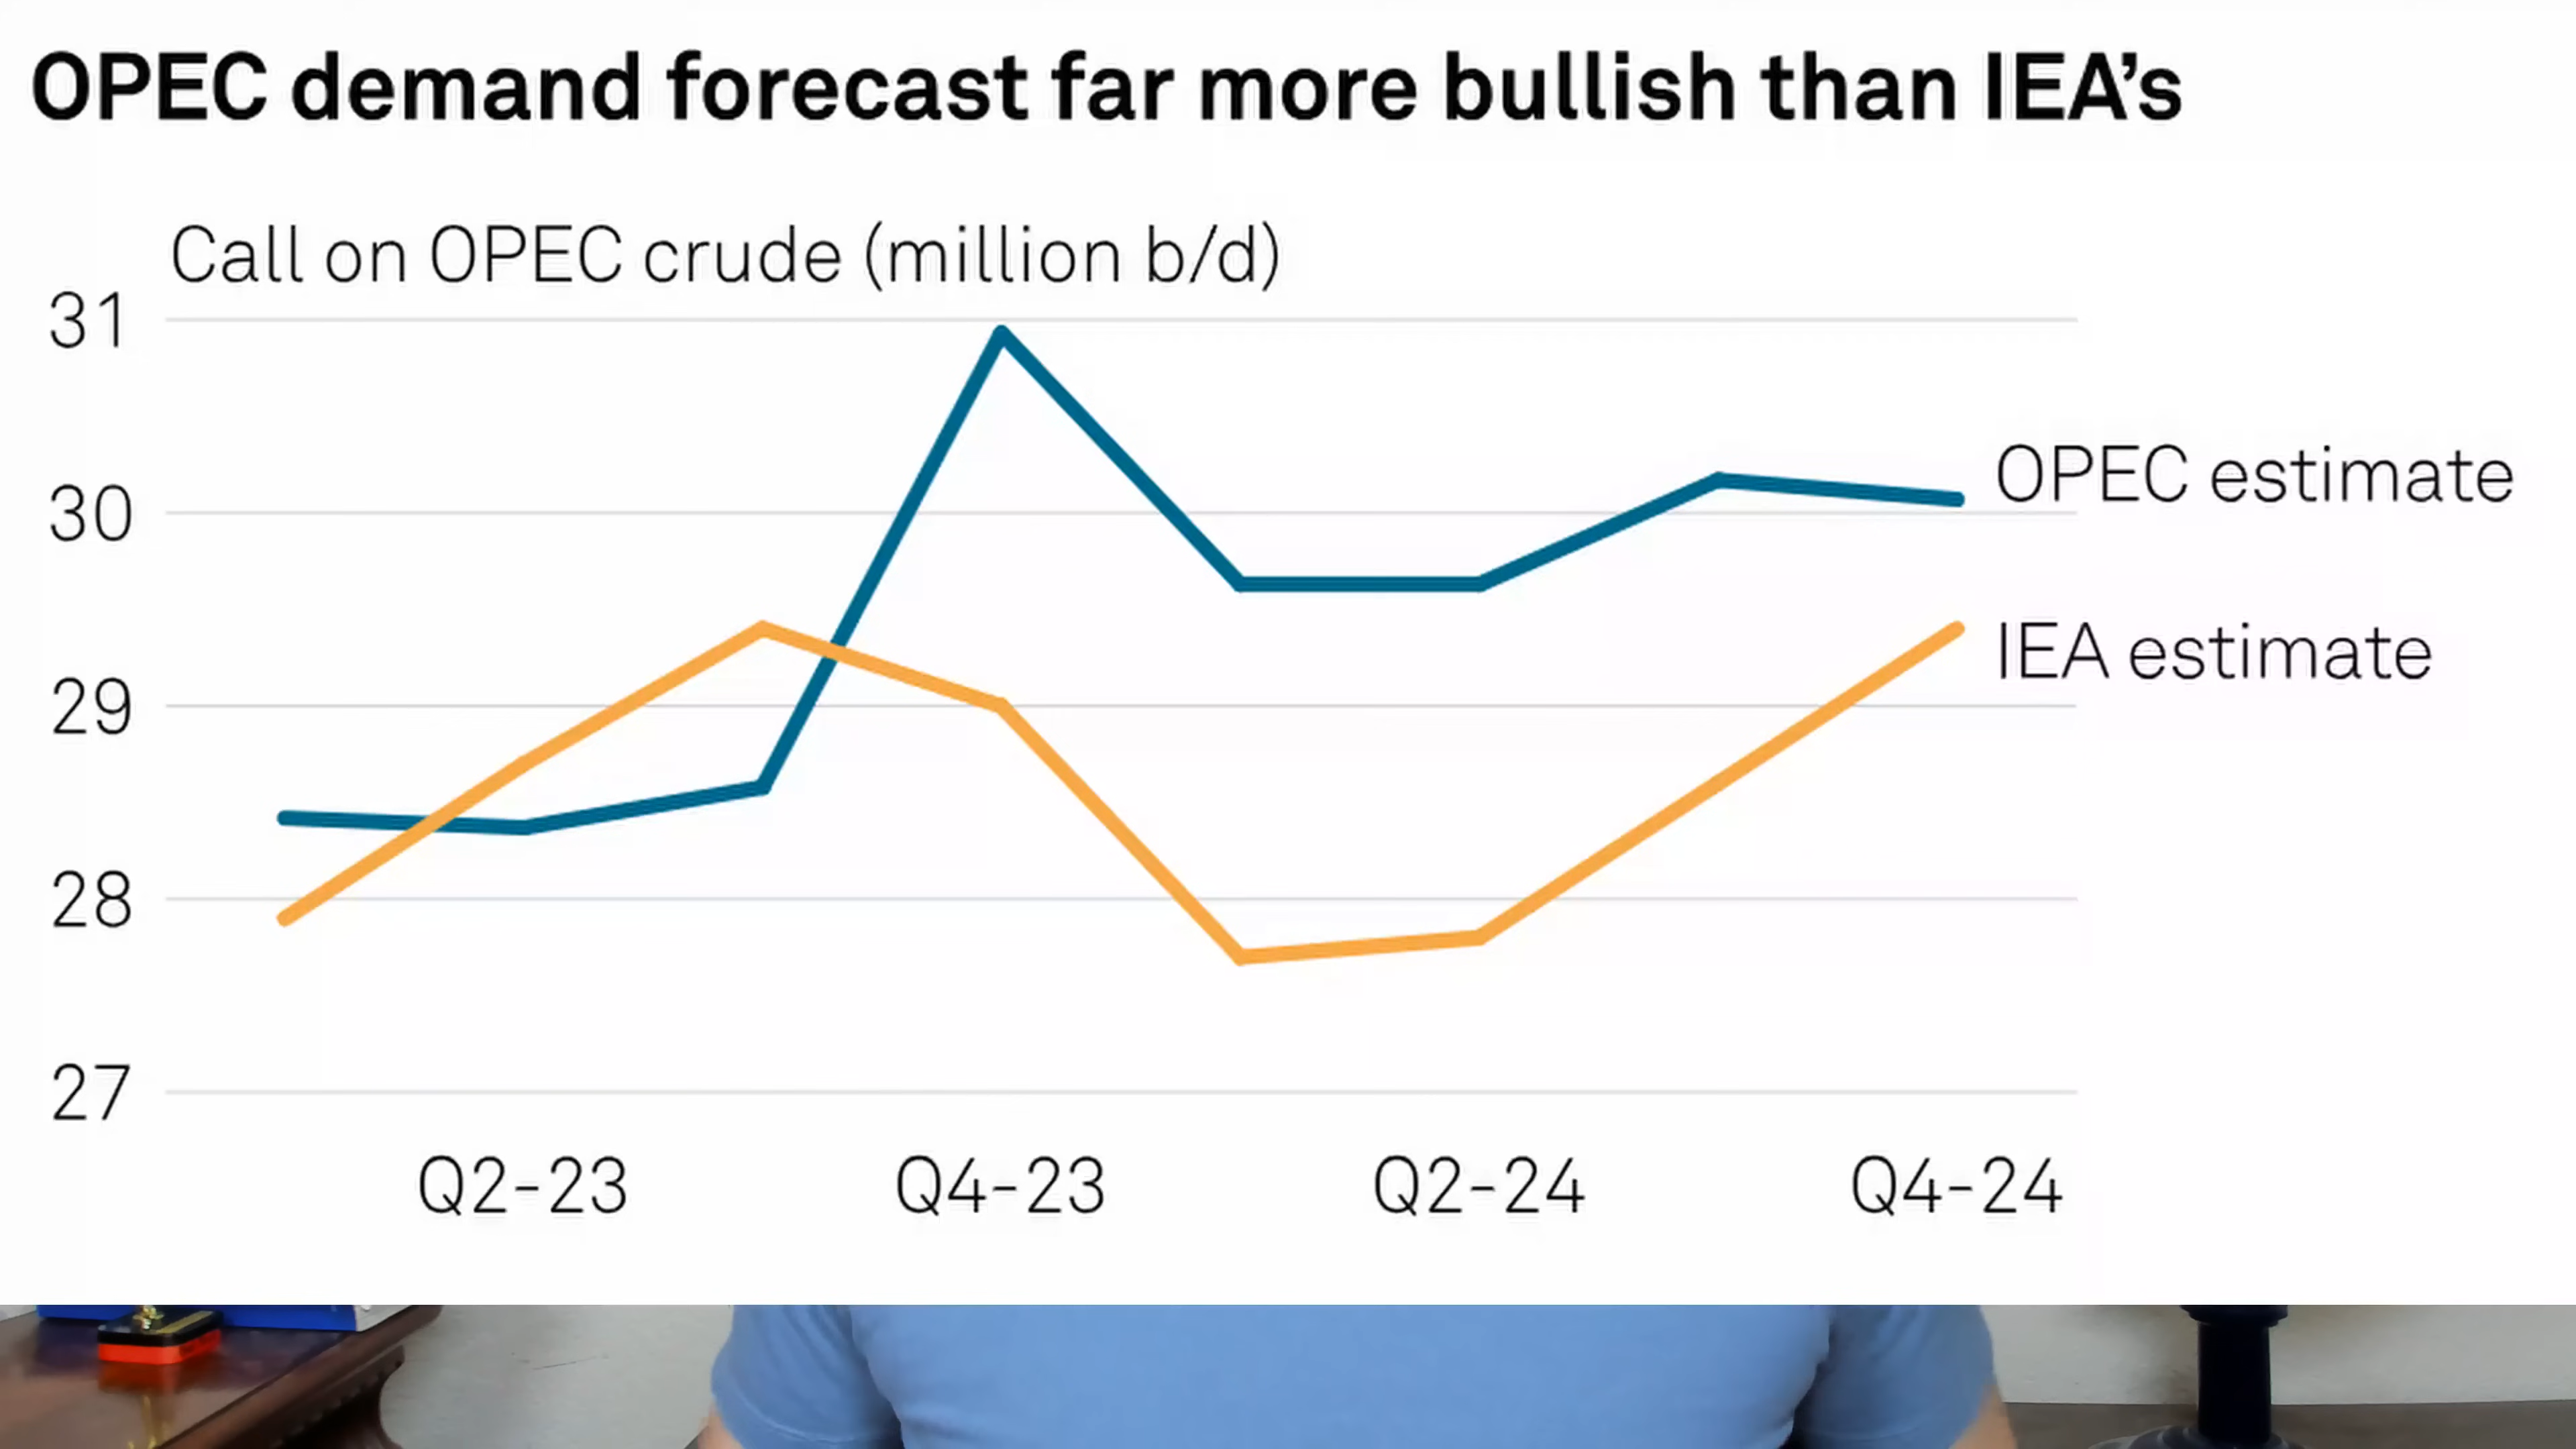 OPEC demand forecast far more bullish than IEA’s
Call on OPEC crude (million b/d)
31
30
29
28
27
OPEC estimate
IEA estimate
Q2-23 Q4-23 Q2-24 Q4-24